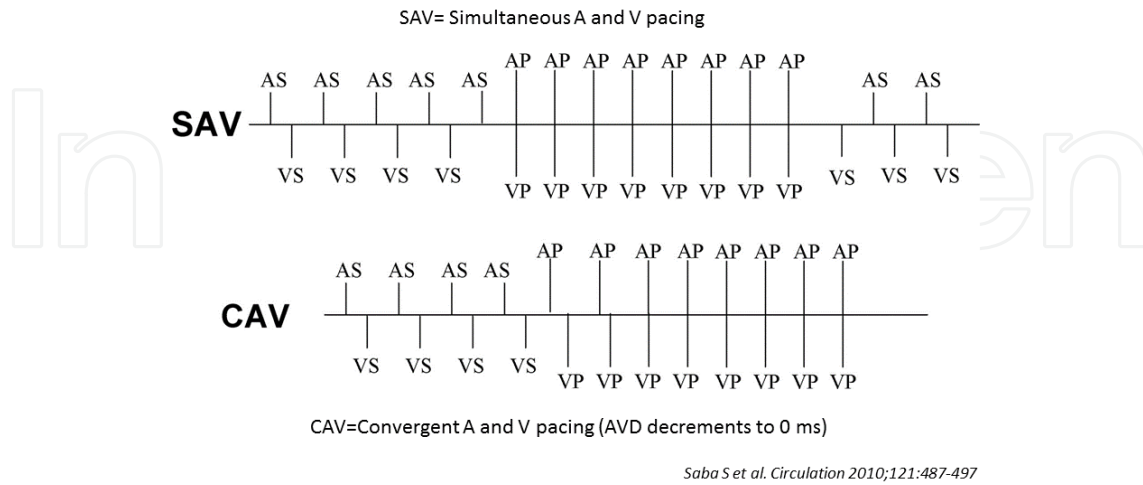 SAV= Simultaneous A and V pacing
AP AP AP AP AP AP AP AP
AS AS AS AS AS AS AS
SAV
VS VS VS VS VP VP VP VP VP VP VP VP VS VS VS
AP AP AP AP AP AP AP AP
AS AS AS AS
CAV
VS VS VS VS VP VP VP VP VP VP VP VP
CAV=Convergent A and V pacing (AVD decrements to 0 ms)
Saba S et al. Circulation 2010;121:487-497